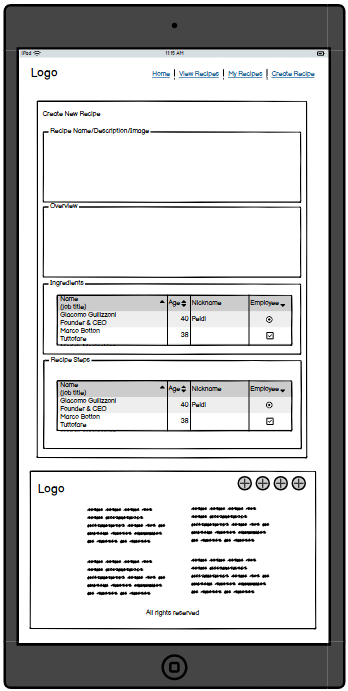 iPod 11:15 AM
Logo
Home | View Recipes | My Recipes | Create Recipe
Create New Recipe
Recipe Name/Description/Image
Overview
Ingredients
Name
(job title) Age Nickname Employee
Giacomo Guilizzoni
Founder & CEO 40 Peldi
Marco Botton
Tuttofare 38
Recipe Steps
Name
(job title) Age Nickname Employee
Giacomo Guilizzoni
Founder & CEO 40 Peldi
Marco Botton
Tuttofare 38
Logo
All rights reserved